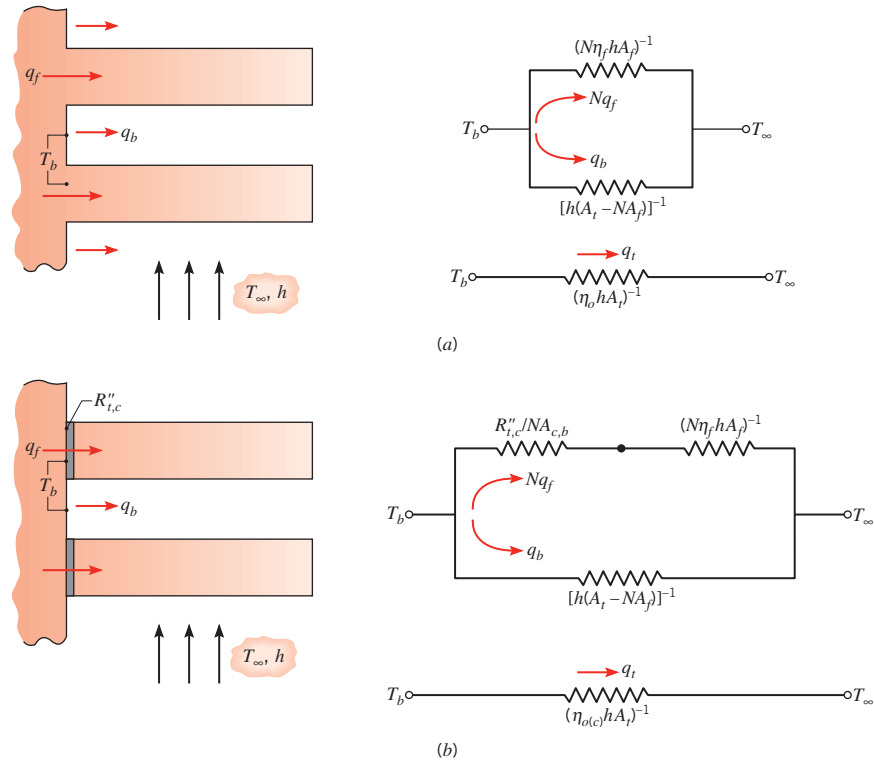 q_f
q_b
T_b
T_∞, h
(Nη_f hA_f)^−1
Nq_f
T_b
T_∞
q_b
[h(A_t − NA_f)]^−1
q_t
T_b
T_∞
(η_o hA_t)^−1
(a)
R″_t,c
q_f
T_b
q_b
T_∞, h
R″_t,c/NA_c,b
(Nη_f hA_f)^−1
Nq_f
T_b
T_∞
q_b
[h(A_t − NA_f)]^−1
q_t
T_b
T_∞
(η_o(c) hA_t)^−1
(b)